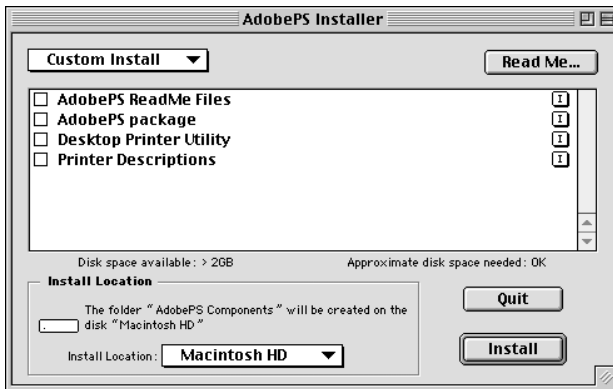 AdobePS Installer
Custom Install
Read Me...
AdobePS ReadMe Files
AdobePS package
Desktop Printer Utility
Printer Descriptions
Disk space available: > 2GB
Approximate disk space needed: 0K
Install Location
The folder "AdobePS Components" will be created on the
disk "Macintosh HD"
Install Location: Macintosh HD
Quit
Install